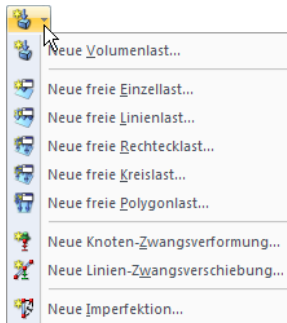 Neue Volumenlast...
Neue freie Einzellast...
Neue freie Linienlast...
Neue freie Rechtecklast...
Neue freie Kreislast...
Neue freie Polygonlast...
Neue Knoten-Zwangsverformung...
Neue Linien-Zwangsverschiebung...
Neue Imperfektion...